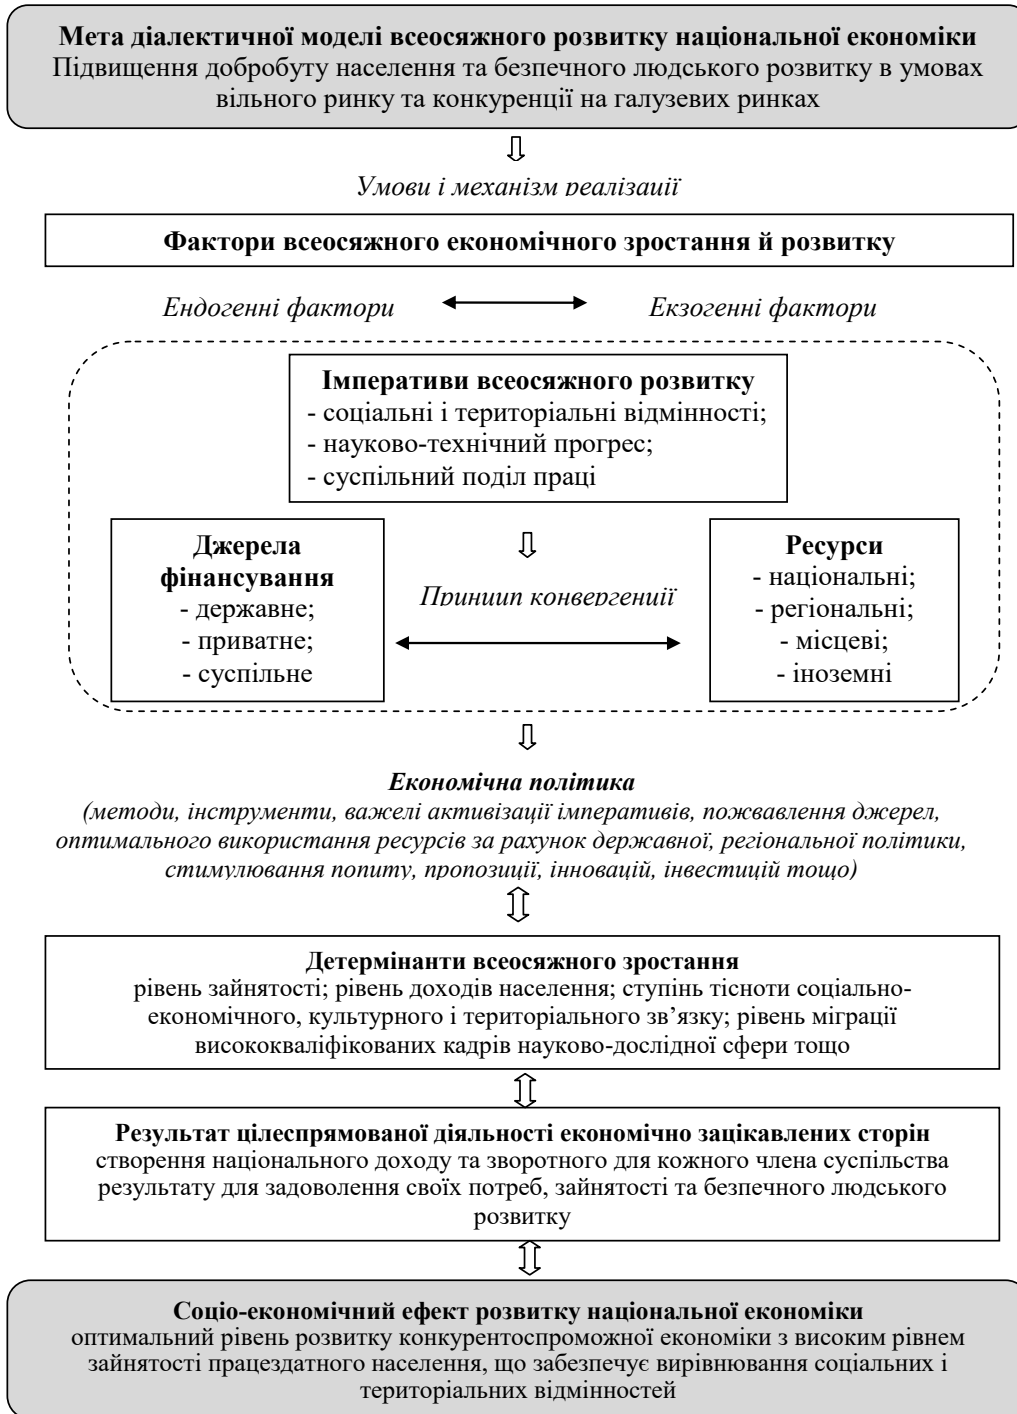 Мета діалектичної моделі всеосяжного розвитку національної економіки
Підвищення добробуту населення та безпечного людського розвитку в умовах
вільного ринку та конкуренції на галузевих ринках
Умови і механізм реалізації
Фактори всеосяжного економічного зростання й розвитку
Ендогенні фактори
Екзогенні фактори
Імперативи всеосяжного розвитку
- соціальні і територіальні відмінності;
- науково-технічний прогрес;
- суспільний поділ праці
Джерела
фінансування
- державне;
- приватне;
- суспільне
Принцип конвергенції
Ресурси
- національні;
- регіональні;
- місцеві;
- іноземні
Економічна політика
(методи, інструменти, важелі активізації імперативів, пожвавлення джерел,
оптимального використання ресурсів за рахунок державної, регіональної політики,
стимулювання попиту, пропозиції, інновацій, інвестицій тощо)
Детермінанти всеосяжного зростання
рівень зайнятості; рівень доходів населення; ступінь тісноти соціально-
економічного, культурного і територіального зв’язку; рівень міграції
висококваліфікованих кадрів науково-дослідної сфери тощо
Результат цілеспрямованої діяльності економічно зацікавлених сторін
створення національного доходу та зворотного для кожного члена суспільства
результату для задоволення своїх потреб, зайнятості та безпечного людського
розвитку
Соціо-економічний ефект розвитку національної економіки
оптимальний рівень розвитку конкурентоспроможної економіки з високим рівнем
зайнятості працездатного населення, що забезпечує вирівнювання соціальних і
територіальних відмінностей